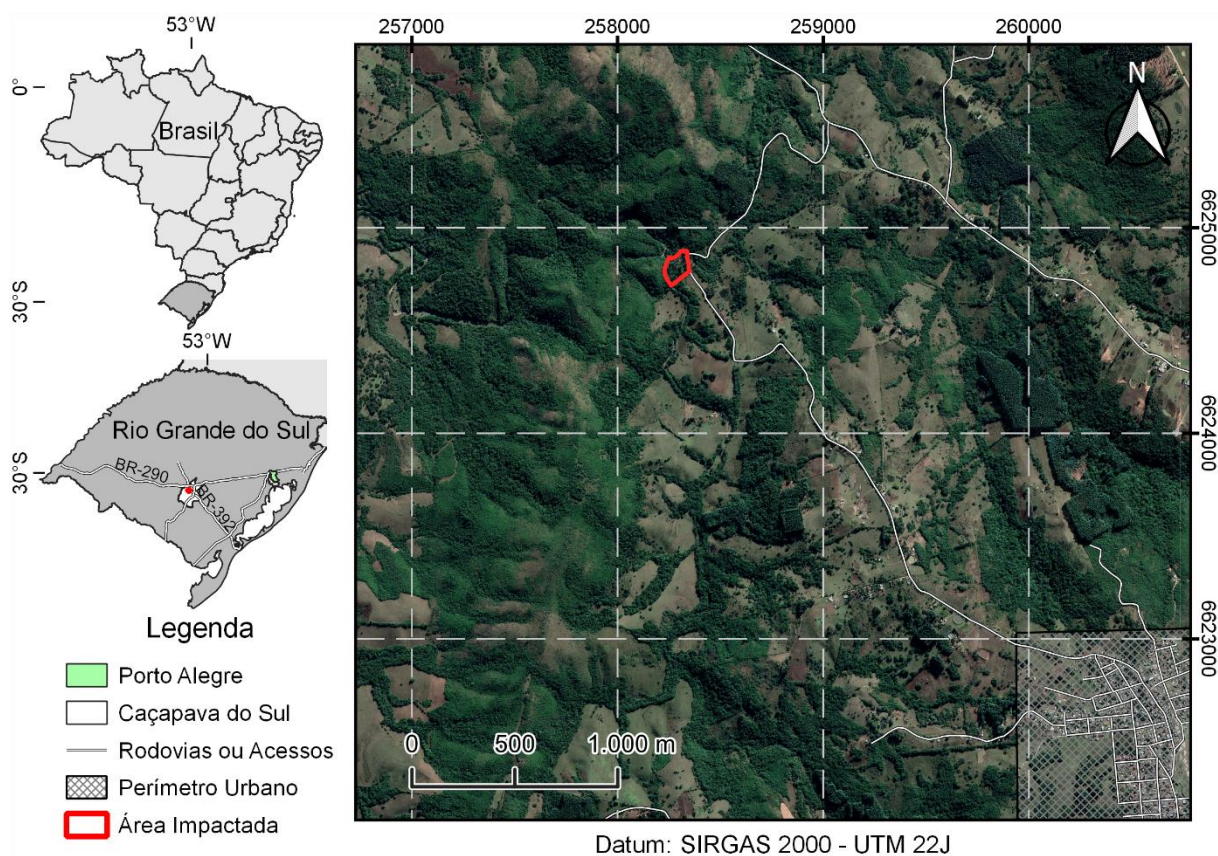 53°W
0°
Brasil
30°S
53°W
Rio Grande do Sul
BR-290
BR-392
30°S
Legenda
Porto Alegre
Caçapava do Sul
Rodovias ou Acessos
Perímetro Urbano
Área Impactada
257000 258000 259000 260000
N
6625000
6624000
6623000
0 500 1.000 m
Datum: SIRGAS 2000 - UTM 22J